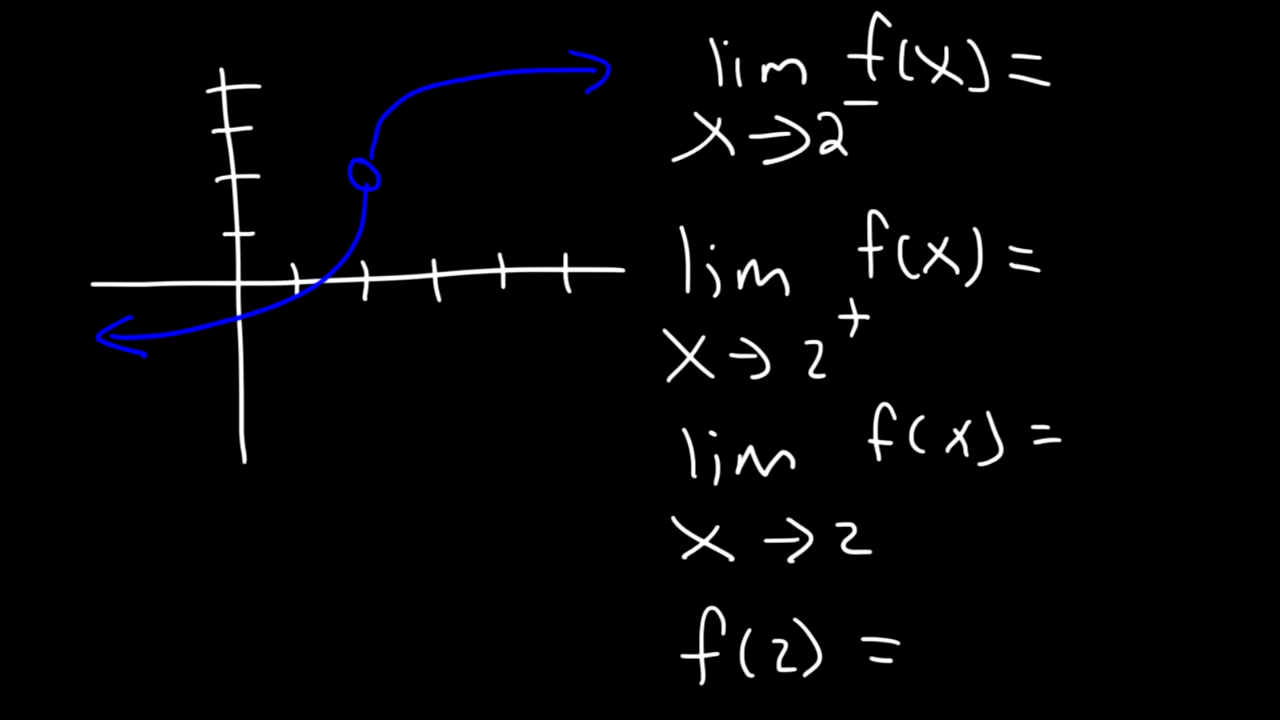 lim f(x) =
x→2⁻
lim f(x) =
x→2⁺
lim f(x) =
x→2
f(2) =